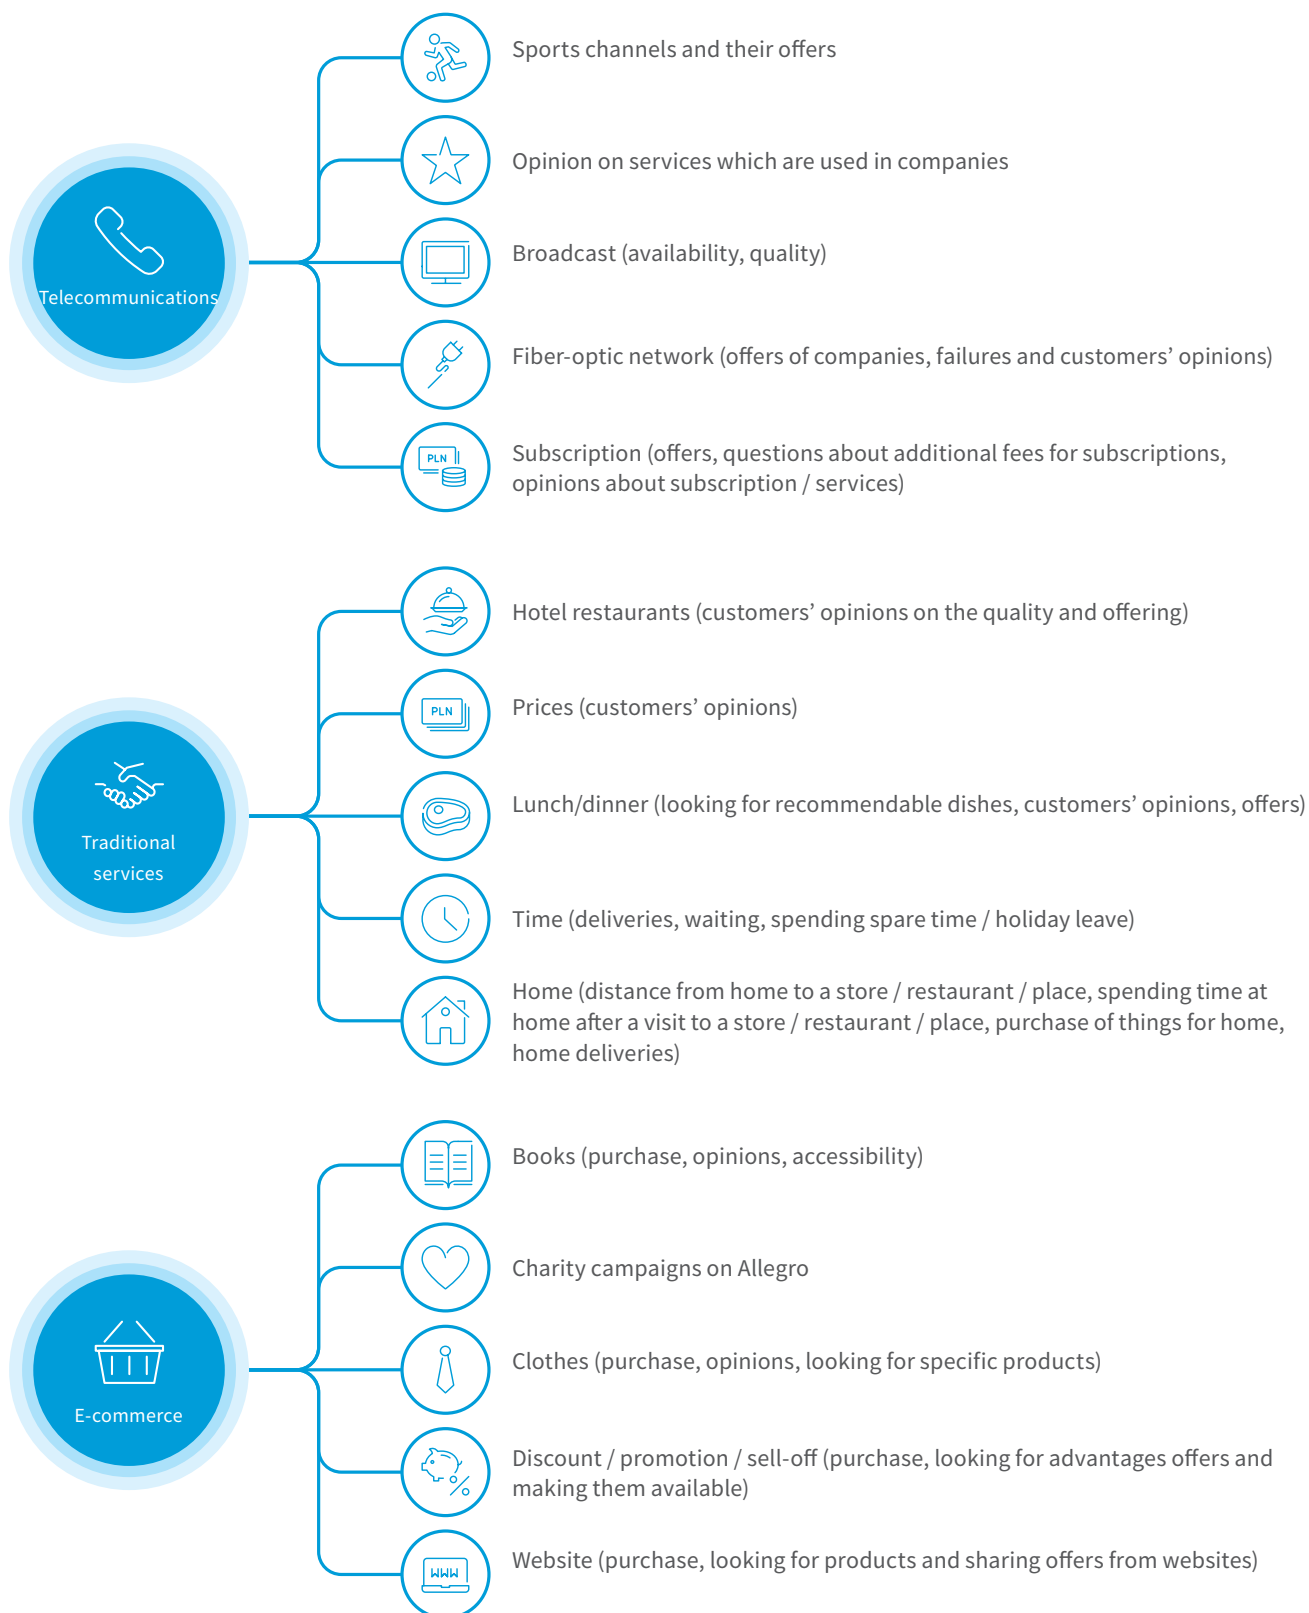 Sports channels and their offers
Opinion on services which are used in companies
Broadcast (availability, quality)
Telecommunications
Fiber-optic network (offers of companies, failures and customers’ opinions)
PLN
Subscription (offers, questions about additional fees for subscriptions,
opinions about subscription / services)
Hotel restaurants (customers’ opinions on the quality and offering)
PLN
Prices (customers’ opinions)
Lunch/dinner (looking for recommendable dishes, customers’ opinions, offers)
Traditional
services
Time (deliveries, waiting, spending spare time / holiday leave)
Home (distance from home to a store / restaurant / place, spending time at
home after a visit to a store / restaurant / place, purchase of things for home,
home deliveries)
Books (purchase, opinions, accessibility)
Charity campaigns on Allegro
Clothes (purchase, opinions, looking for specific products)
E-commerce
Discount / promotion / sell-off (purchase, looking for advantages offers and
making them available)
WWW
Website (purchase, looking for products and sharing offers from websites)